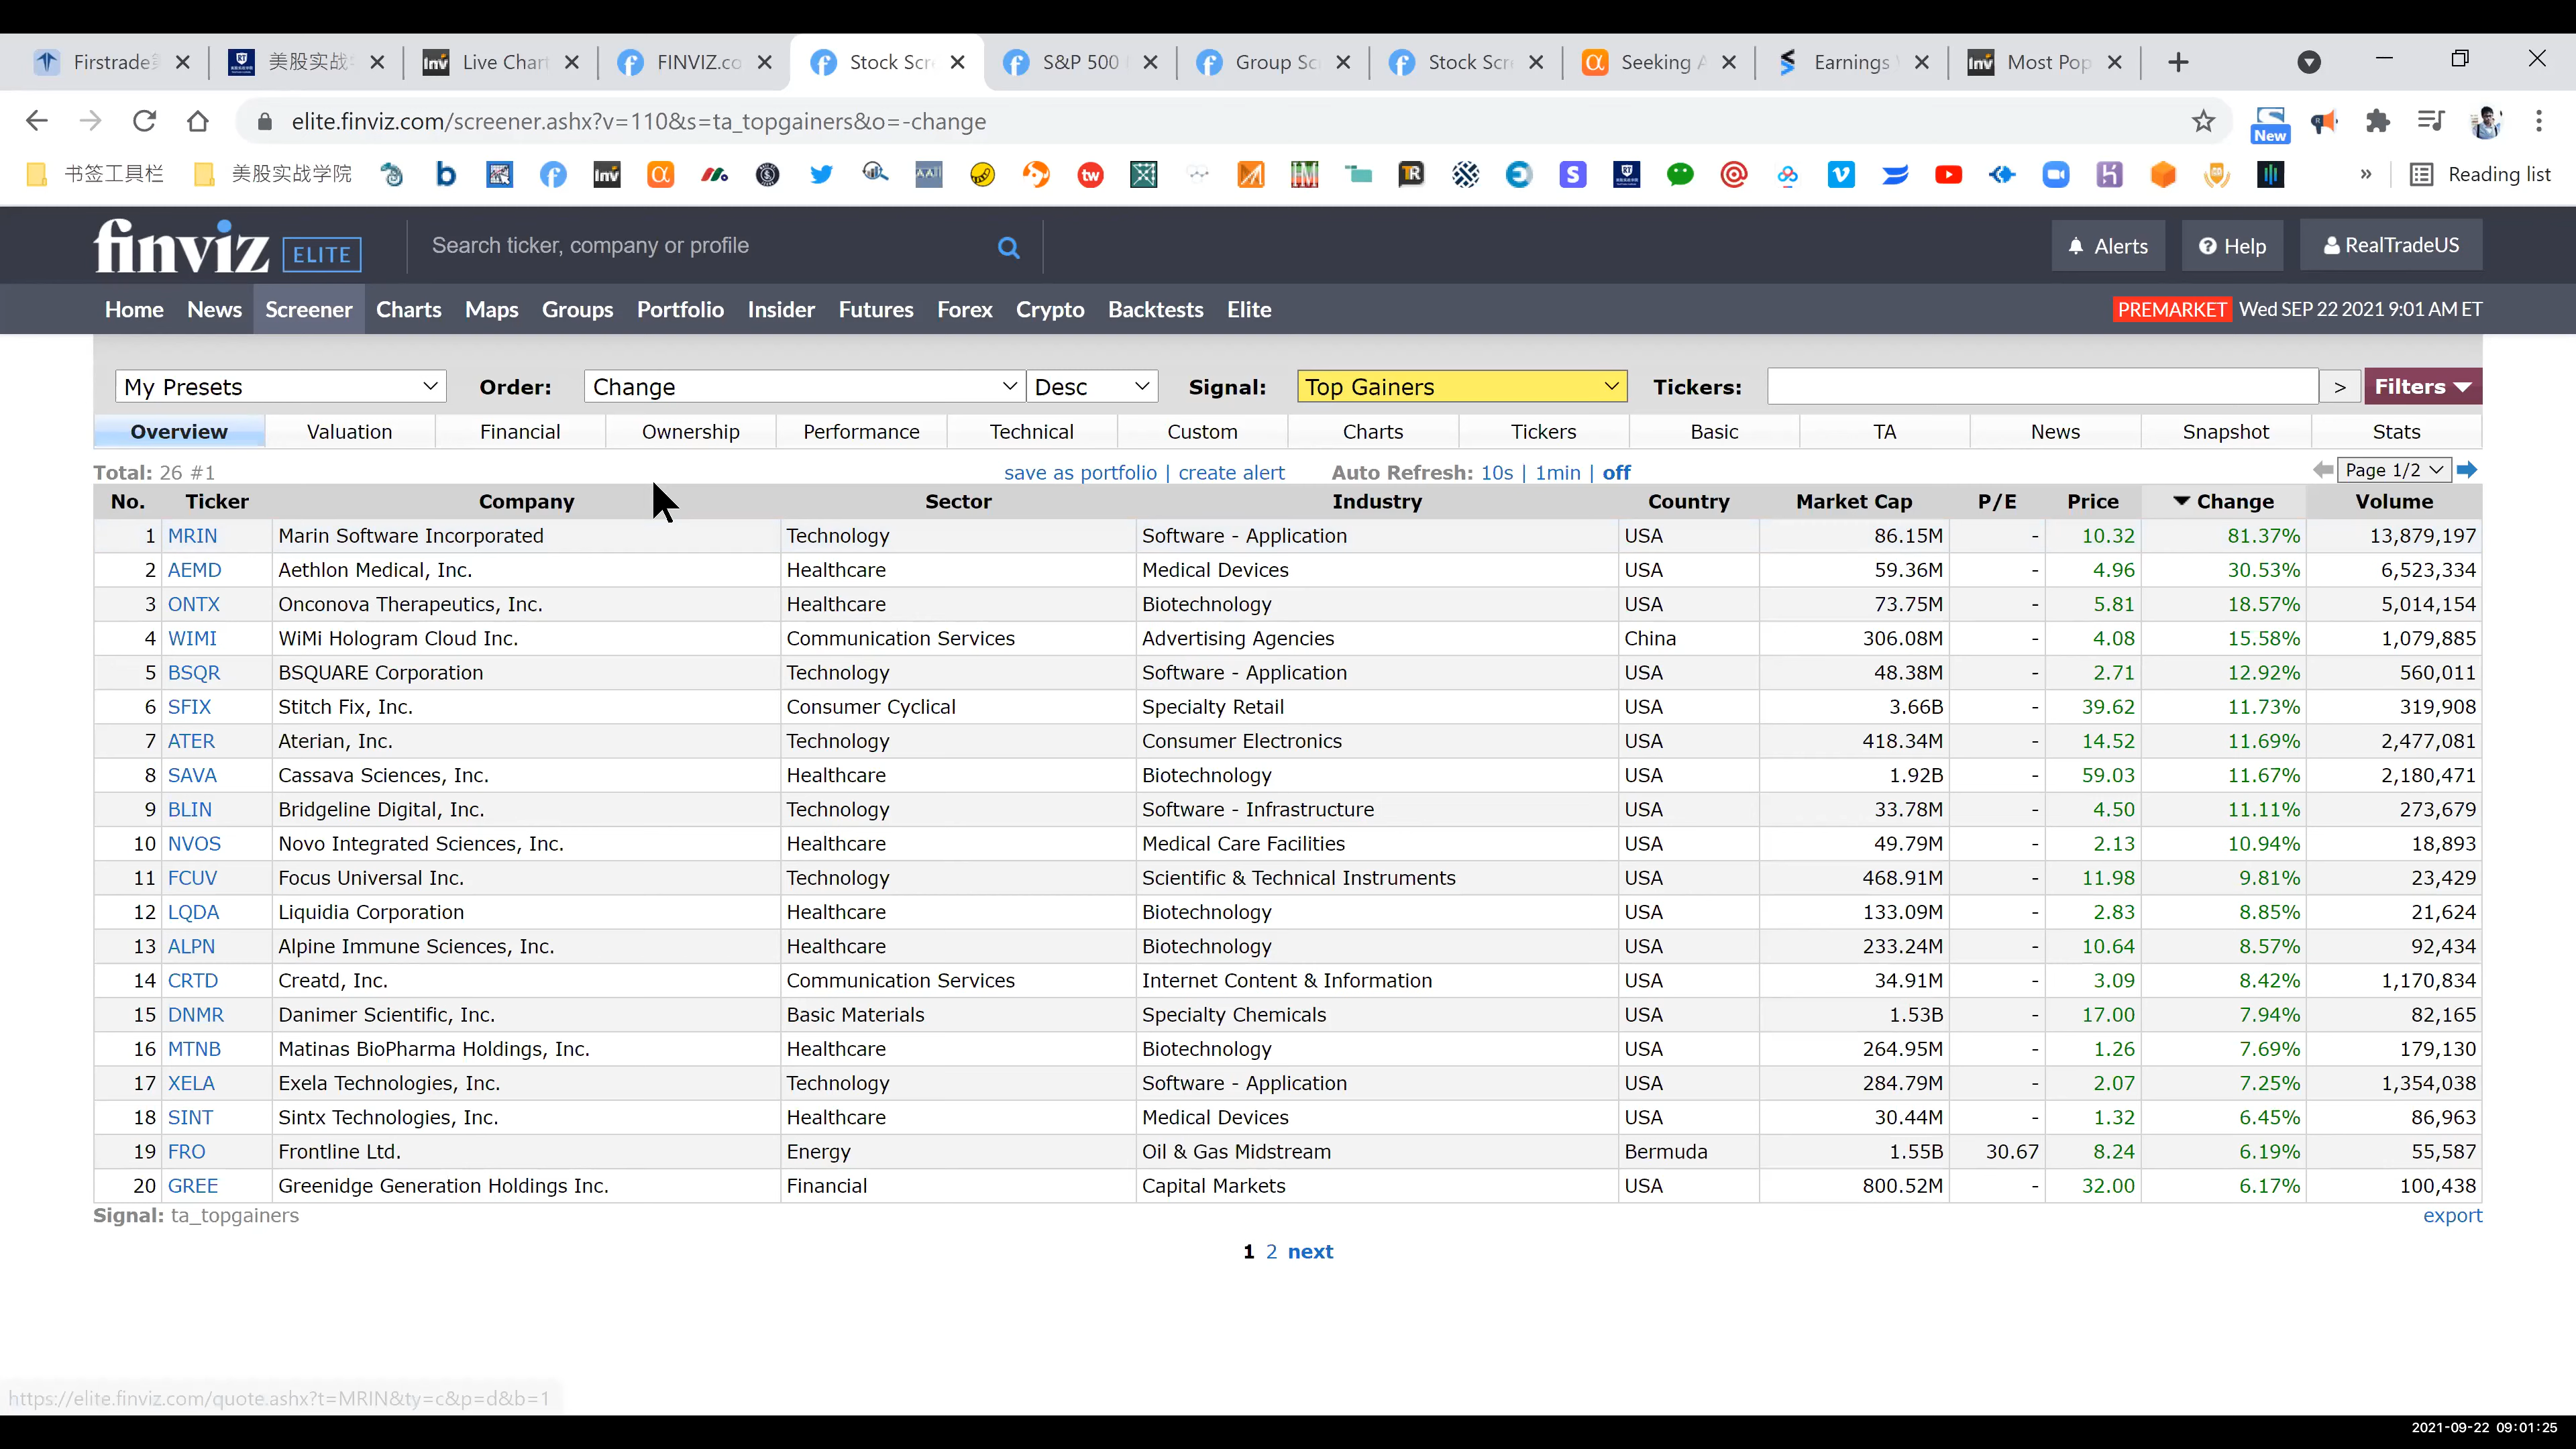 Firstrade 美股实战 Live Char FINVIZ.co Stock Scr S&P 500 Group Sc Stock Scr Seeking A Earnings Most Pop
elite.finviz.com/screener.ashx?v=110&s=ta_topgainers&o=-change New
书签工具栏 美股实战学院 Inv tw TR S » Reading list
finviz ELITE Search ticker, company or profile Alerts Help RealTradeUS
Home News Screener Charts Maps Groups Portfolio Insider Futures Forex Crypto Backtests Elite PREMARKET Wed SEP 22 2021 9:01 AM ET
My Presets Order: Change Desc Signal: Top Gainers Tickers: > Filters
Overview Valuation Financial Ownership Performance Technical Custom Charts Tickers Basic TA News Snapshot Stats
Total: 26 #1 save as portfolio | create alert Auto Refresh: 10s | 1min | off Page 1/2
No. Ticker Company Sector Industry Country Market Cap P/E Price Change Volume
1 MRIN Marin Software Incorporated Technology Software - Application USA 86.15M - 10.32 81.37% 13,879,197
2 AEMD Aethlon Medical, Inc. Healthcare Medical Devices USA 59.36M - 4.96 30.53% 6,523,334
3 ONTX Onconova Therapeutics, Inc. Healthcare Biotechnology USA 73.75M - 5.81 18.57% 5,014,154
4 WIMI WiMi Hologram Cloud Inc. Communication Services Advertising Agencies China 306.08M - 4.08 15.58% 1,079,885
5 BSQR BSQUARE Corporation Technology Software - Application USA 48.38M - 2.71 12.92% 560,011
6 SFIX Stitch Fix, Inc. Consumer Cyclical Specialty Retail USA 3.66B - 39.62 11.73% 319,908
7 ATER Aterian, Inc. Technology Consumer Electronics USA 418.34M - 14.52 11.69% 2,477,081
8 SAVA Cassava Sciences, Inc. Healthcare Biotechnology USA 1.92B - 59.03 11.67% 2,180,471
9 BLIN Bridgeline Digital, Inc. Technology Software - Infrastructure USA 33.78M - 4.50 11.11% 273,679
10 NVOS Novo Integrated Sciences, Inc. Healthcare Medical Care Facilities USA 49.79M - 2.13 10.94% 18,893
11 FCUV Focus Universal Inc. Technology Scientific & Technical Instruments USA 468.91M - 11.98 9.81% 23,429
12 LQDA Liquidia Corporation Healthcare Biotechnology USA 133.09M - 2.83 8.85% 21,624
13 ALPN Alpine Immune Sciences, Inc. Healthcare Biotechnology USA 233.24M - 10.64 8.57% 92,434
14 CRTD Creatd, Inc. Communication Services Internet Content & Information USA 34.91M - 3.09 8.42% 1,170,834
15 DNMR Danimer Scientific, Inc. Basic Materials Specialty Chemicals USA 1.53B - 17.00 7.94% 82,165
16 MTNB Matinas BioPharma Holdings, Inc. Healthcare Biotechnology USA 264.95M - 1.26 7.69% 179,130
17 XELA Exela Technologies, Inc. Technology Software - Application USA 284.79M - 2.07 7.25% 1,354,038
18 SINT Sintx Technologies, Inc. Healthcare Medical Devices USA 30.44M - 1.32 6.45% 86,963
19 FRO Frontline Ltd. Energy Oil & Gas Midstream Bermuda 1.55B 30.67 8.24 6.19% 55,587
20 GREE Greenidge Generation Holdings Inc. Financial Capital Markets USA 800.52M - 32.00 6.17% 100,438
Signal: ta_topgainers export
1 2 next
https://elite.finviz.com/quote.ashx?t=MRIN&ty=c&p=d&b=1
2021-09-22 09:01:25